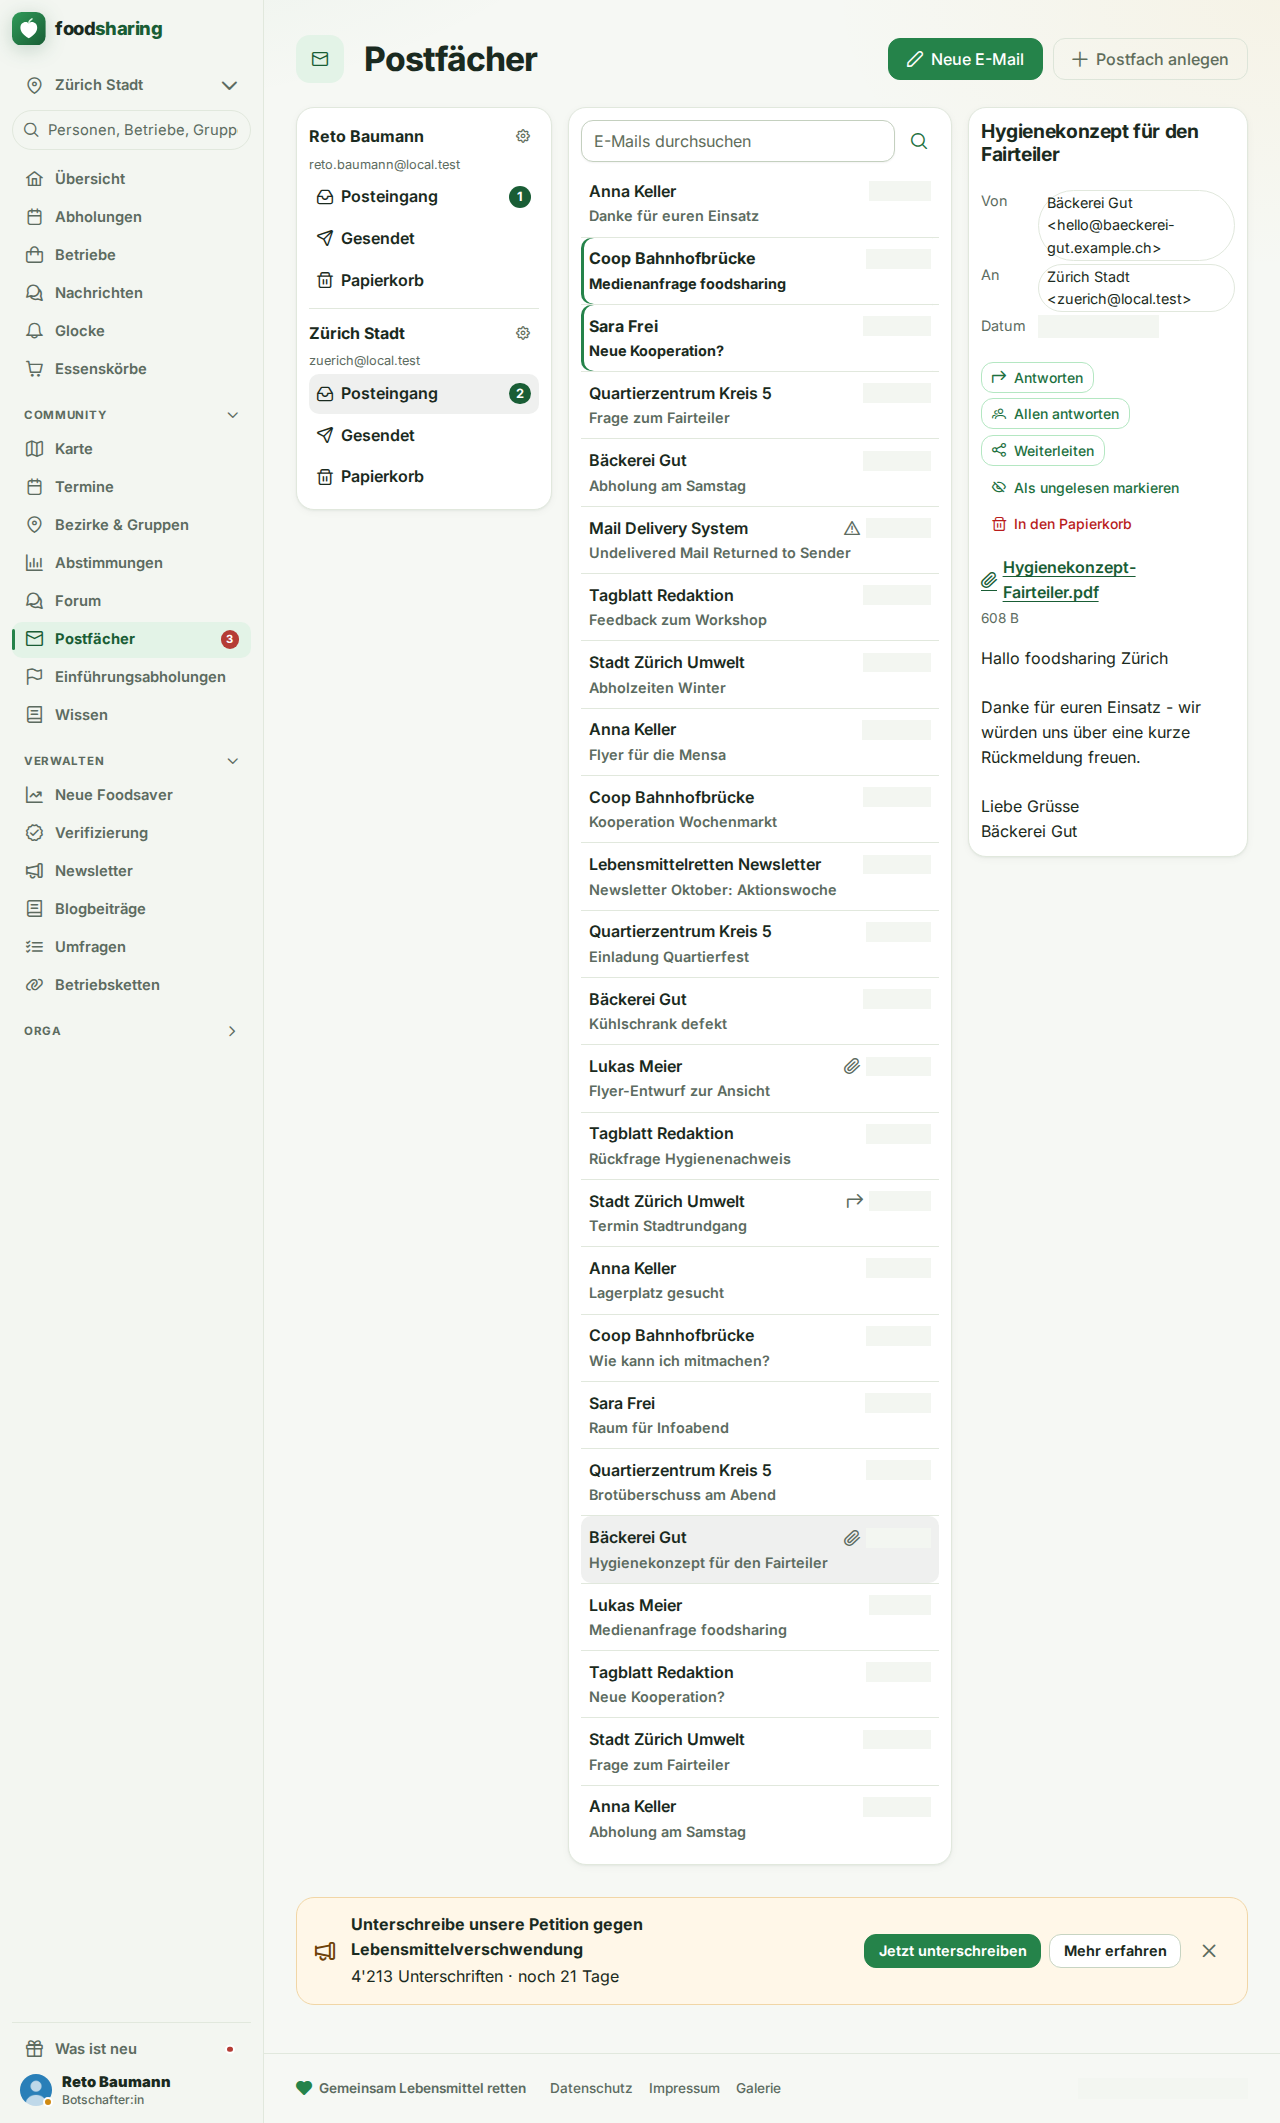 foodsharing
Zürich Stadt
Personen, Betriebe, Grupp
Übersicht
Abholungen
Betriebe
Nachrichten
Glocke
Essenskörbe
COMMUNITY
Karte
Termine
Bezirke & Gruppen
Abstimmungen
Forum
Postfächer 3
Einführungsabholungen
Wissen
VERWALTEN
Neue Foodsaver
Verifizierung
Newsletter
Blogbeiträge
Umfragen
Betriebsketten
ORGA
Was ist neu
Reto Baumann
Botschafter:in
Postfächer
Neue E-Mail
Postfach anlegen
Reto Baumann
reto.baumann@local.test
Posteingang 1
Gesendet
Papierkorb
Zürich Stadt
zuerich@local.test
Posteingang 2
Gesendet
Papierkorb
E-Mails durchsuchen
Anna Keller
Danke für euren Einsatz
Coop Bahnhofbrücke
Medienanfrage foodsharing
Sara Frei
Neue Kooperation?
Quartierzentrum Kreis 5
Frage zum Fairteiler
Bäckerei Gut
Abholung am Samstag
Mail Delivery System
Undelivered Mail Returned to Sender
Tagblatt Redaktion
Feedback zum Workshop
Stadt Zürich Umwelt
Abholzeiten Winter
Anna Keller
Flyer für die Mensa
Coop Bahnhofbrücke
Kooperation Wochenmarkt
Lebensmittelretten Newsletter
Newsletter Oktober: Aktionswoche
Quartierzentrum Kreis 5
Einladung Quartierfest
Bäckerei Gut
Kühlschrank defekt
Lukas Meier
Flyer-Entwurf zur Ansicht
Tagblatt Redaktion
Rückfrage Hygienenachweis
Stadt Zürich Umwelt
Termin Stadtrundgang
Anna Keller
Lagerplatz gesucht
Coop Bahnhofbrücke
Wie kann ich mitmachen?
Sara Frei
Raum für Infoabend
Quartierzentrum Kreis 5
Brotüberschuss am Abend
Bäckerei Gut
Hygienekonzept für den Fairteiler
Lukas Meier
Medienanfrage foodsharing
Tagblatt Redaktion
Neue Kooperation?
Stadt Zürich Umwelt
Frage zum Fairteiler
Anna Keller
Abholung am Samstag
Hygienekonzept für den
Fairteiler
Von Bäckerei Gut
<hello@baeckerei-
gut.example.ch>
An Zürich Stadt
<zuerich@local.test>
Datum
Antworten
Allen antworten
Weiterleiten
Als ungelesen markieren
In den Papierkorb
Hygienekonzept-
Fairteiler.pdf
608 B
Hallo foodsharing Zürich
Danke für euren Einsatz - wir
würden uns über eine kurze
Rückmeldung freuen.
Liebe Grüsse
Bäckerei Gut
Unterschreibe unsere Petition gegen
Lebensmittelverschwendung
4'213 Unterschriften · noch 21 Tage
Jetzt unterschreiben
Mehr erfahren
Gemeinsam Lebensmittel retten
Datenschutz
Impressum
Galerie